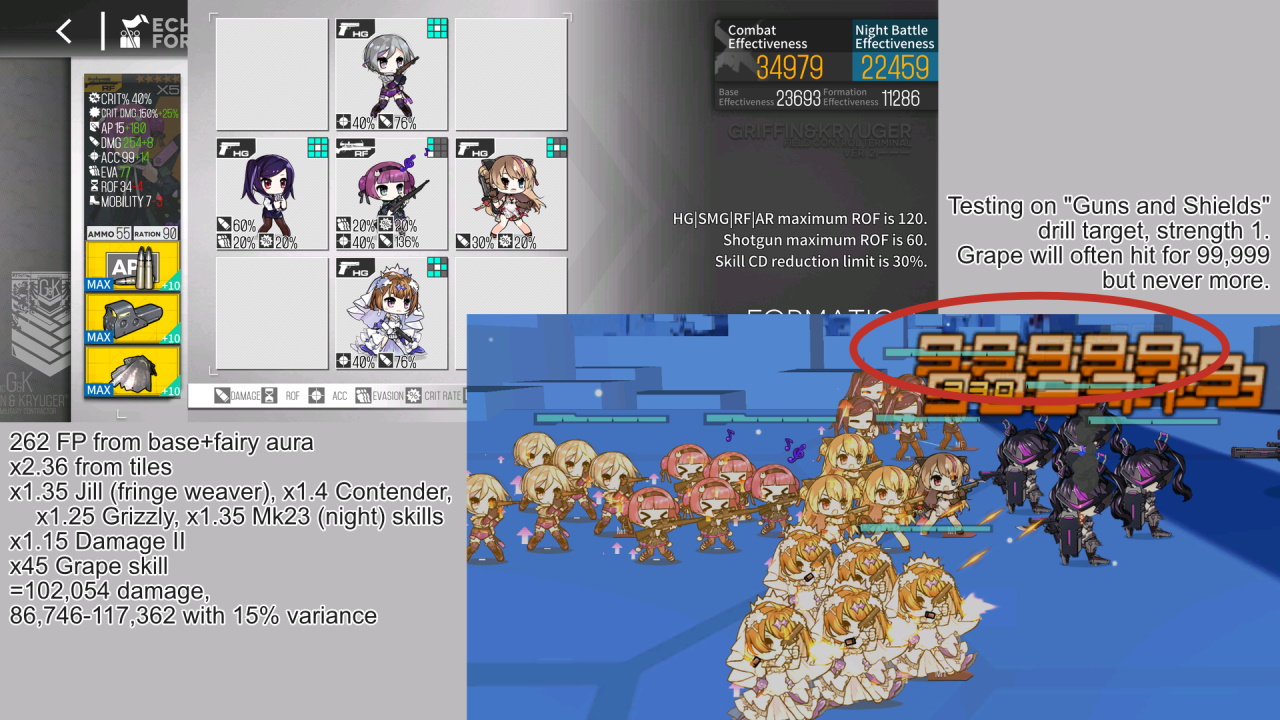 ECH
FOR
RF
X5
CRIT% 40%
CRIT DMG 150%+25%
AP 15+180
DMG 254+8
ACC 99+14
EVA 77
ROF 34-4
MOBILITY 7
AMMO 55 RATION 90
AP
MAX +10
MAX +10
MAX +10
G&K
HG
40% 76%
HG
60%
20% 20%
RF
20% 20%
40% 136%
HG
30% 20%
HG
40% 76%
DAMAGE ROF ACC EVASION CRIT RATE
Combat
Effectiveness
34979
Night Battle
Effectiveness
22459
Base
Effectiveness 23693
Formation
Effectiveness 11286
GRIFFIN&KRYUGER
HG|SMG|RF|AR maximum ROF is 120.
Shotgun maximum ROF is 60.
Skill CD reduction limit is 30%.
FORMATIO
Testing on "Guns and Shields"
drill target, strength 1.
Grape will often hit for 99,999
but never more.
262 FP from base+fairy aura
x2.36 from tiles
x1.35 Jill (fringe weaver), x1.4 Contender,
x1.25 Grizzly, x1.35 Mk23 (night) skills
x1.15 Damage II
x45 Grape skill
=102,054 damage,
86,746-117,362 with 15% variance
99999
330